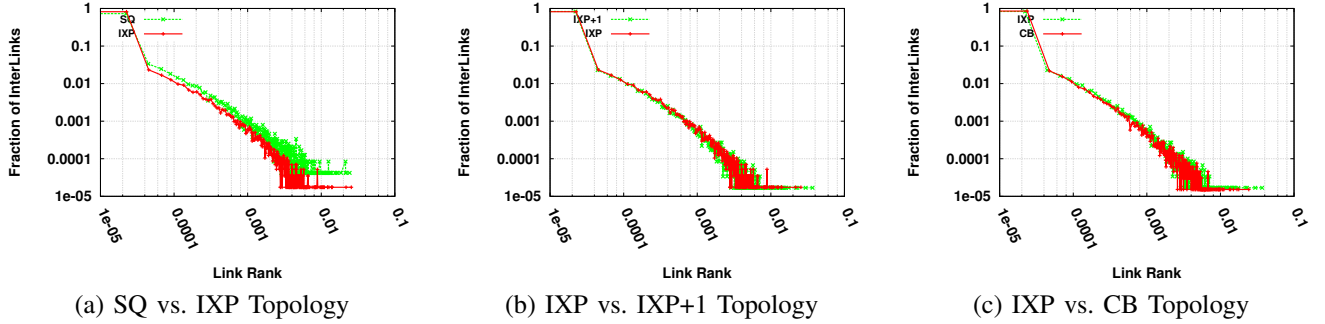 Fraction of InterLinks
1
0.1
0.01
0.001
0.0001
1e-05
SQ
IXP
1e-05
0.0001
0.001
0.01
0.1
Link Rank
(a) SQ vs. IXP Topology
Fraction of InterLinks
1
0.1
0.01
0.001
0.0001
1e-05
IXP+1
IXP
1e-05
0.0001
0.001
0.01
0.1
Link Rank
(b) IXP vs. IXP+1 Topology
Fraction of InterLinks
1
0.1
0.01
0.001
0.0001
1e-05
IXP
CB
1e-05
0.0001
0.001
0.01
0.1
Link Rank
(c) IXP vs. CB Topology